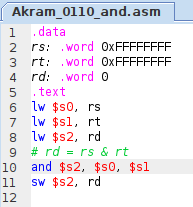 Akram_0110_and.asm
1 .data
2 rs: .word 0xFFFFFFFF
3 rt: .word 0xFFFFFFFF
4 rd: .word 0
5 .text
6 lw $s0, rs
7 lw $s1, rt
8 lw $s2, rd
9 # rd = rs & rt
10 and $s2, $s0, $s1
11 sw $s2, rd
12